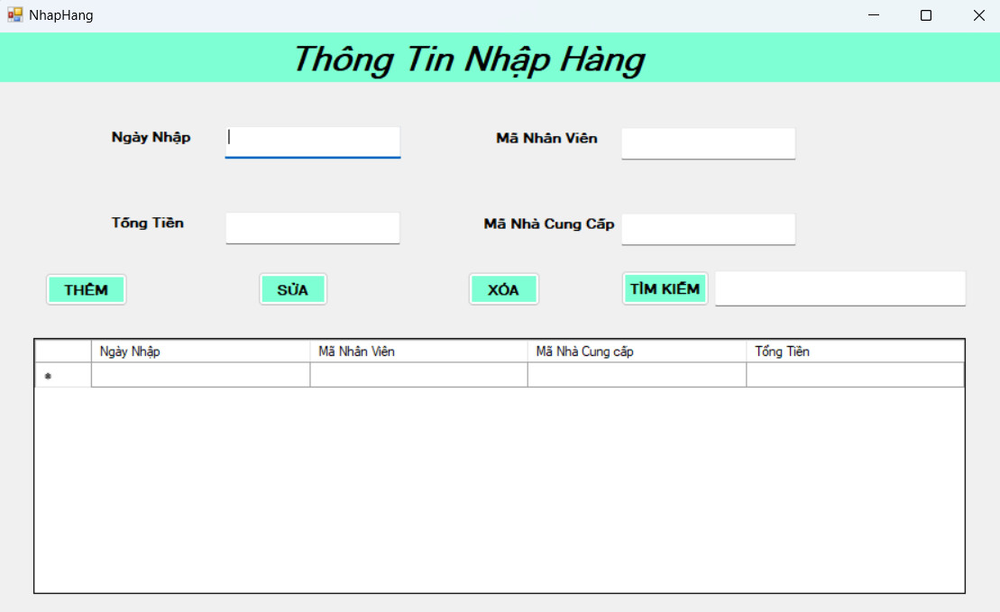 NhapHang
Thông Tin Nhập Hàng
Ngày Nhập
Mã Nhân Viên
Tổng Tiền
Mã Nhà Cung Cấp
THÊM
SỬA
XÓA
TÌM KIẾM
Ngày Nhập Mã Nhân Viên Mã Nhà Cung cấp Tổng Tiền